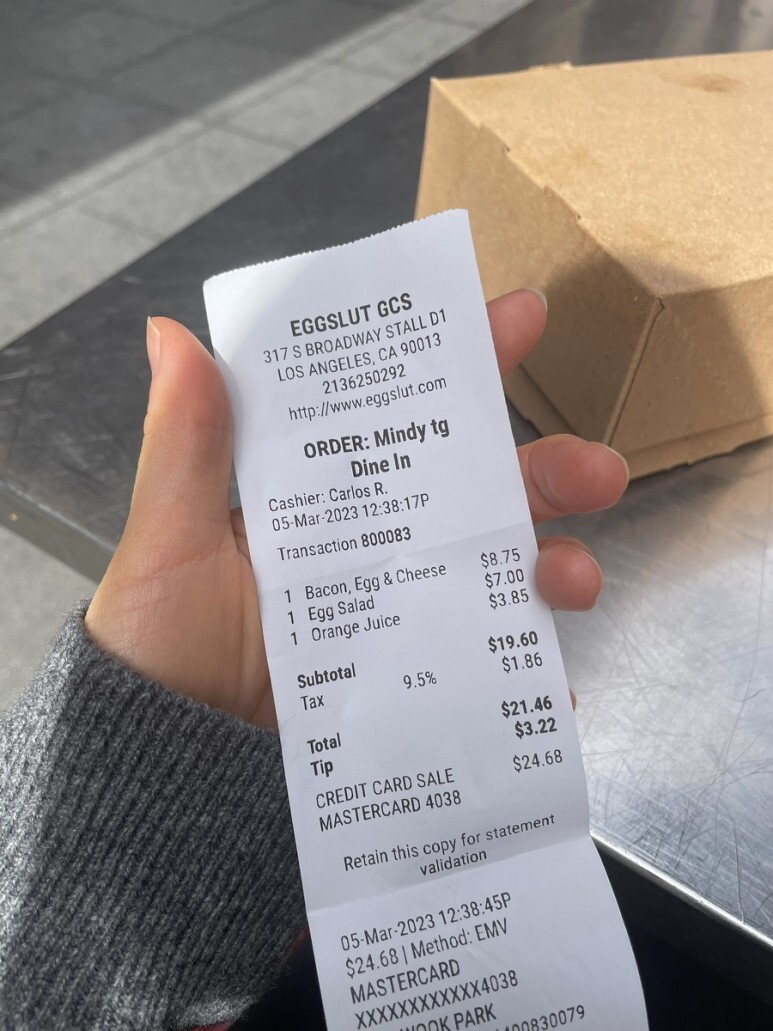 EGGSLUT GCS
317 S BROADWAY STALL D1
LOS ANGELES, CA 90013
2136250292
http://www.eggslut.com
ORDER: Mindy tg
Dine In
Cashier: Carlos R.
05-Mar-2023 12:38:17P
Transaction 800083
1 Bacon, Egg & Cheese $8.75
1 Egg Salad $7.00
1 Orange Juice $3.85
Subtotal $19.60
Tax 9.5% $1.86
Total $21.46
Tip $3.22
CREDIT CARD SALE $24.68
MASTERCARD 4038
Retain this copy for statement
validation
05-Mar-2023 12:38:45P
$24.68 | Method: EMV
MASTERCARD
XXXXXXXXXXXX4038
PARK